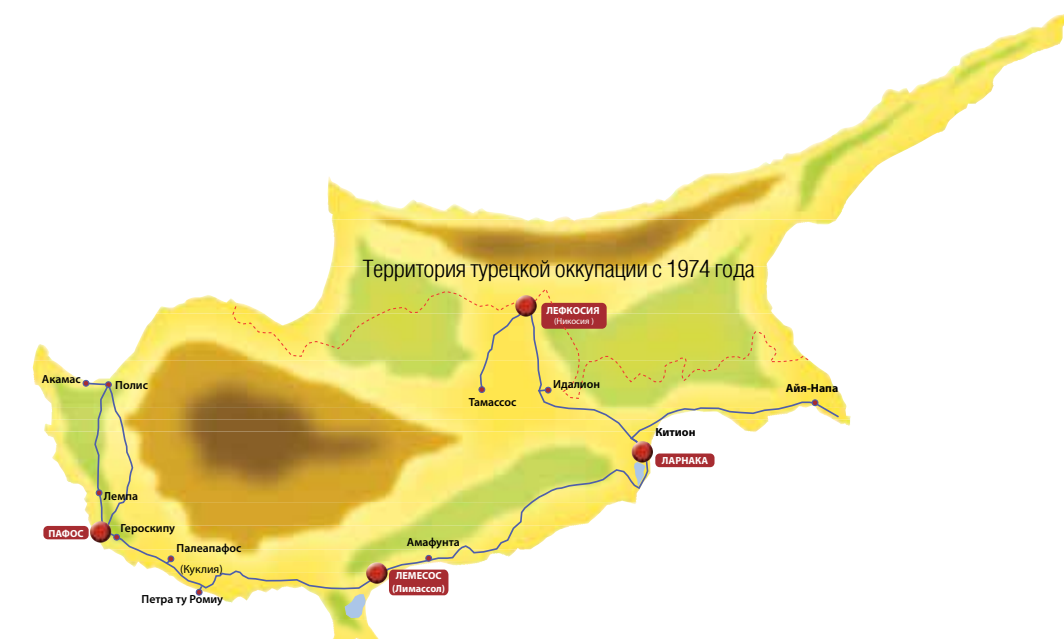 Территория турецкой оккупации с 1974 года
ЛЕФКОСИЯ
(Никосия )
Акамас
Полис
Идалион
Тамассос
Айя-Напа
Китион
ЛАРНАКА
Лемпа
ПАФОС
Героскипу
Палеапафос
(Куклия)
Амафунта
ЛЕМЕСОС
(Лимассол)
Петра ту Ромиу